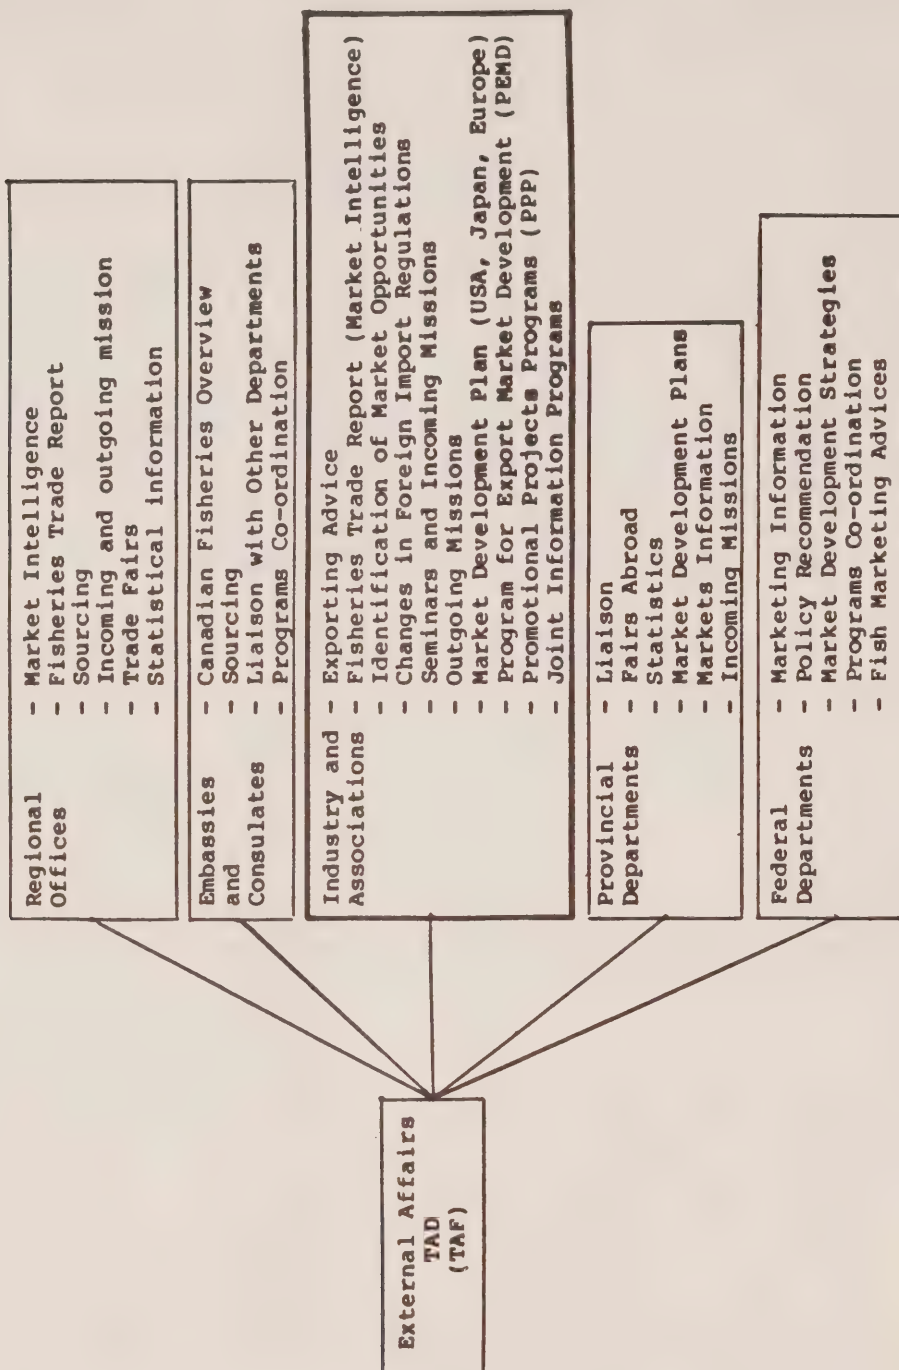 External Affairs
TAD
(TAF)
Regional
Offices
- Market Intelligence
- Fisheries Trade Report
- Sourcing
- Incoming and outgoing mission
- Trade Fairs
- Statistical information
Embassies
and
Consulates
- Canadian Fisheries Overview
- Sourcing
- Liaison with Other Departments
- Programs Co-ordination
Industry and
Associations
- Exporting Advice
- Fisheries Trade Report (Market Intelligence)
- Identification of Market Opportunities
- Changes in Foreign Import Regulations
- Seminars and Incoming Missions
- Outgoing Missions
- Market Development Plan (USA, Japan, Europe)
- Program for Export Market Development (PEMD)
- Promotional Projects Programs (PPP)
- Joint Information Programs
Provincial
Departments
- Liaison
- Fairs Abroad
- Statistics
- Market Development Plans
- Markets Information
- Incoming Missions
Federal
Departments
- Marketing Information
- Policy Recommendation
- Market Development Strategies
- Programs Co-ordination
- Fish Marketing Advices